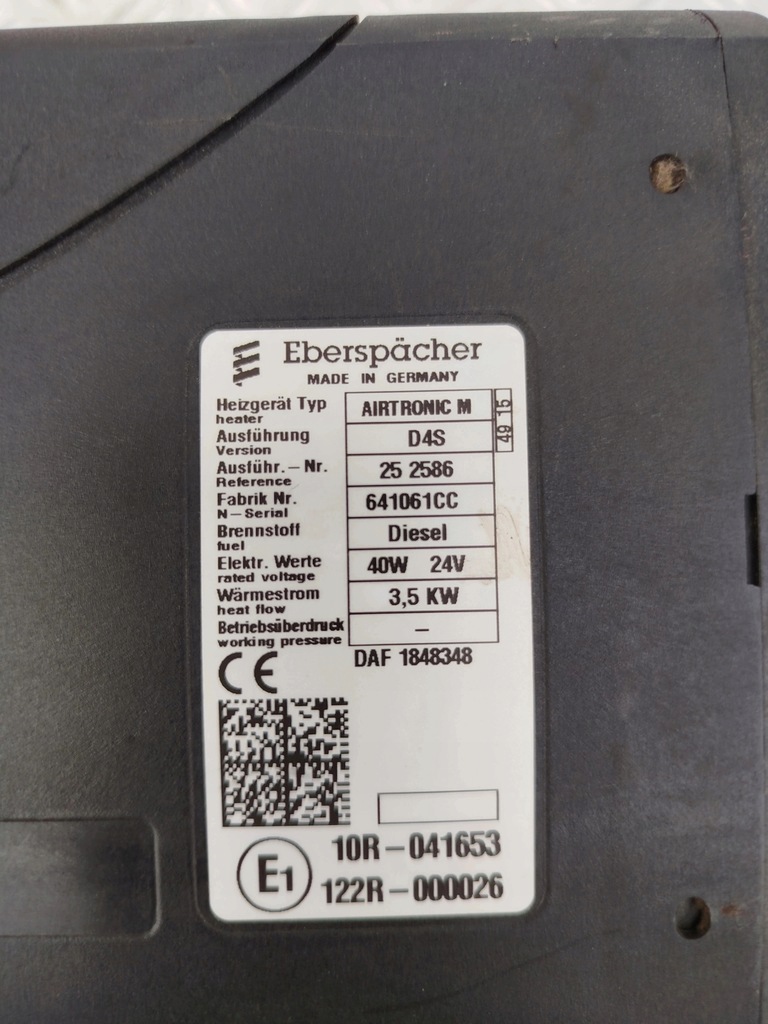 Eberspächer
MADE IN GERMANY
Heizgerät Typ AIRTRONIC M
heater
49 15
Ausführung D4S
Version
Ausführ.-Nr. 25 2586
Reference
Fabrik Nr. 641061CC
N-Serial
Brennstoff Diesel
fuel
Elektr. Werte 40W 24V
rated voltage
Wärmestrom 3,5 KW
heat flow
Betriebsüberdruck –
working pressure
DAF 1848348
CE
E1
10R-041653
122R-000026